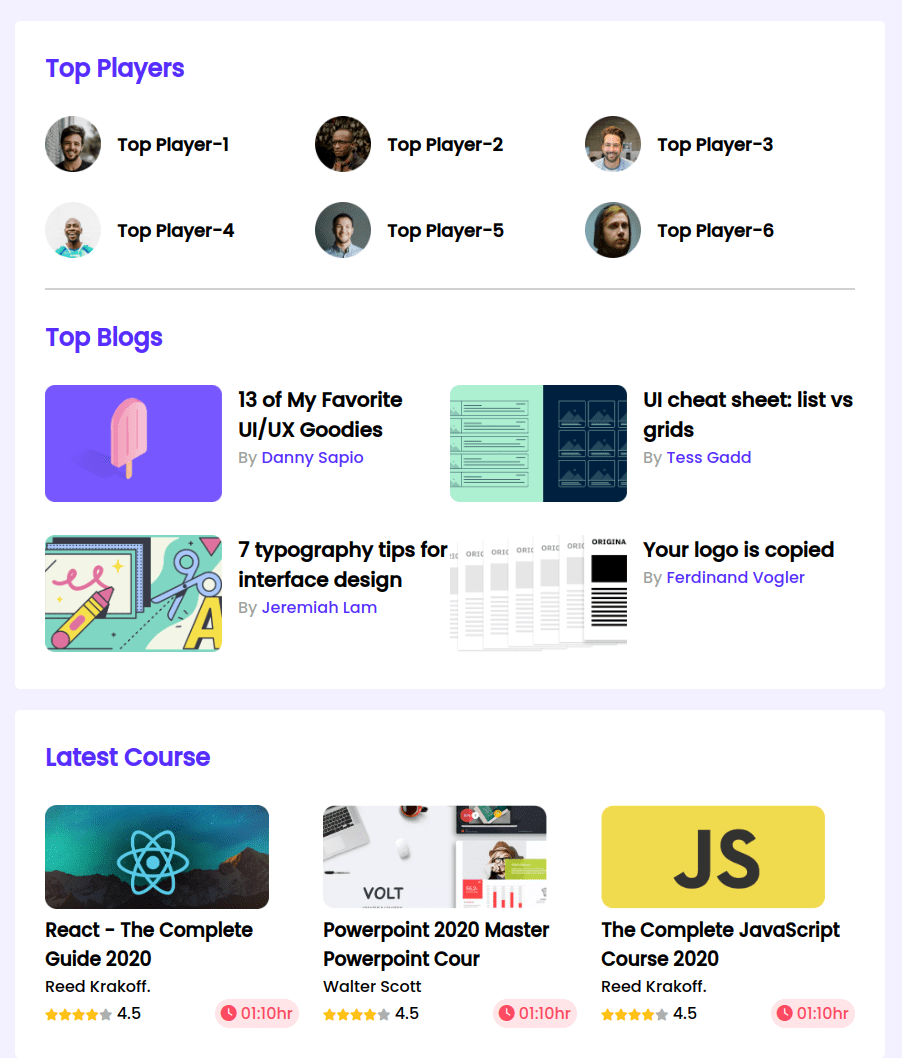 Top Players
Top Player-1
Top Player-2
Top Player-3
Top Player-4
Top Player-5
Top Player-6
Top Blogs
13 of My Favorite
UI/UX Goodies
By Danny Sapio
UI cheat sheet: list vs
grids
By Tess Gadd
7 typography tips for
interface design
By Jeremiah Lam
ORIGINA
Your logo is copied
By Ferdinand Vogler
Latest Course
React - The Complete
Guide 2020
Reed Krakoff.
4.5
01:10hr
VOLT
Powerpoint 2020 Master
Powerpoint Cour
Walter Scott
4.5
01:10hr
JS
The Complete JavaScript
Course 2020
Reed Krakoff.
4.5
01:10hr